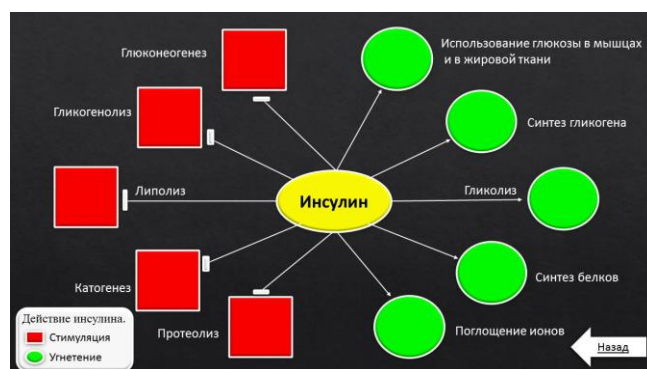 Глюконеогенез
Использование глюкозы в мышцах
и в жировой ткани
Гликогенолиз
Синтез гликогена
Липолиз
Инсулин
Гликолиз
Катогенез
Синтез белков
Протеолиз
Поглощение ионов
Действие инсулина.
Стимуляция
Угнетение
Назад